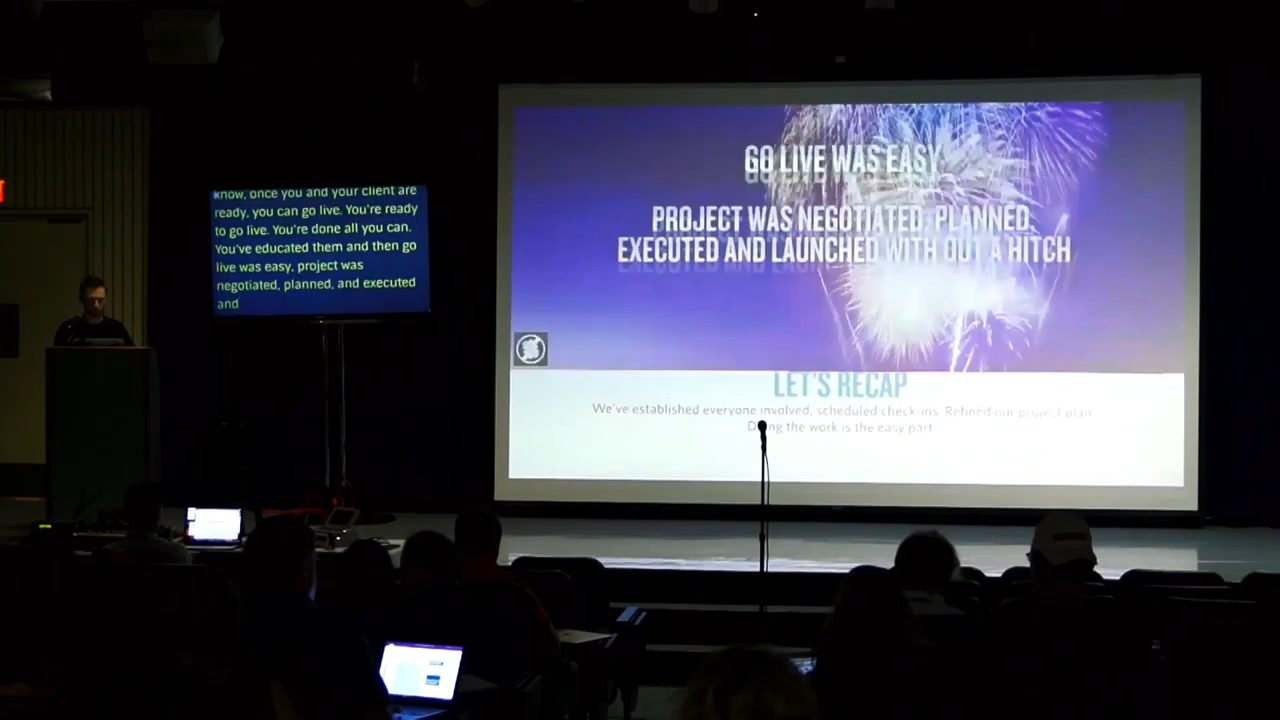 know, once you and your client are
ready, you can go live. You're ready
to go live. You're done all you can.
You've educated them and then go
live was easy, project was
negotiated, planned, and executed
and
GO LIVE WAS EASY
PROJECT WAS NEGOTIATED, PLANNED,
EXECUTED AND LAUNCHED WITH OUT A HITCH
LET'S RECAP
We've established everyone involved, scheduled check-ins. Refined our project plan.
Doing the work is the easy part.